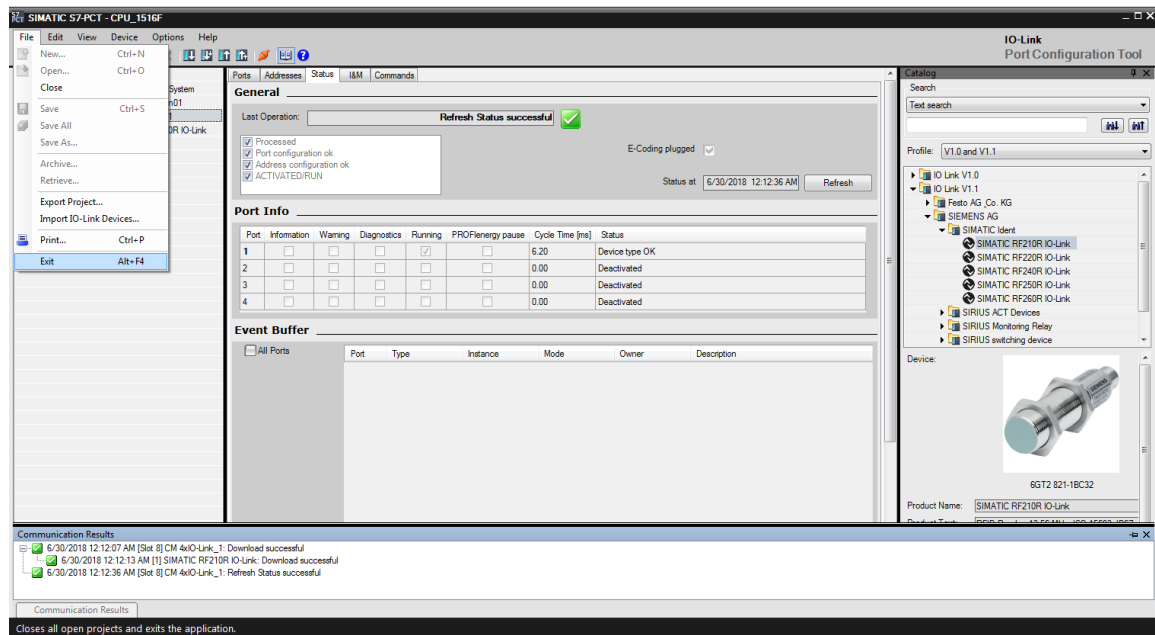 SIMATIC S7-PCT - CPU_1516F
File Edit View Device Options Help
IO-Link
Port Configuration Tool
New... Ctrl+N
Open... Ctrl+O
Close
Save Ctrl+S
Save All
Save As...
Archive...
Retrieve...
Export Project...
Import IO-Link Devices...
Print... Ctrl+P
Exit Alt+F4
System
IO-Link
Ports Addresses Status I&M Commands
General
Last Operation: Refresh Status successful
Processed
Port configuration ok
Address configuration ok
ACTIVATED/RUN
E-Coding plugged
Status at 6/30/2018 12:12:36 AM Refresh
Port Info
Port Information Warning Diagnostics Running PROFIenergy pause Cycle Time [ms] Status
1 6.20 Device type OK
2 0.00 Deactivated
3 0.00 Deactivated
4 0.00 Deactivated
Event Buffer
All Ports
Port Type Instance Mode Owner Description
Catalog
Search
Text search
Profile: V1.0 and V1.1
IO Link V1.0
IO Link V1.1
Festo AG_Co. KG
SIEMENS AG
SIMATIC Ident
SIMATIC RF210R IO-Link
SIMATIC RF220R IO-Link
SIMATIC RF240R IO-Link
SIMATIC RF250R IO-Link
SIMATIC RF260R IO-Link
SIRIUS ACT Devices
SIRIUS Monitoring Relay
SIRIUS switching device
Device:
SIEMENS
6GT2 821-1BC32
Product Name: SIMATIC RF210R IO-Link
Communication Results
6/30/2018 12:12:07 AM [Slot 8] CM 4xIO-Link_1: Download successful
6/30/2018 12:12:13 AM [1] SIMATIC RF210R IO-Link: Download successful
6/30/2018 12:12:36 AM [Slot 8] CM 4xIO-Link_1: Refresh Status successful
Communication Results
Closes all open projects and exits the application.